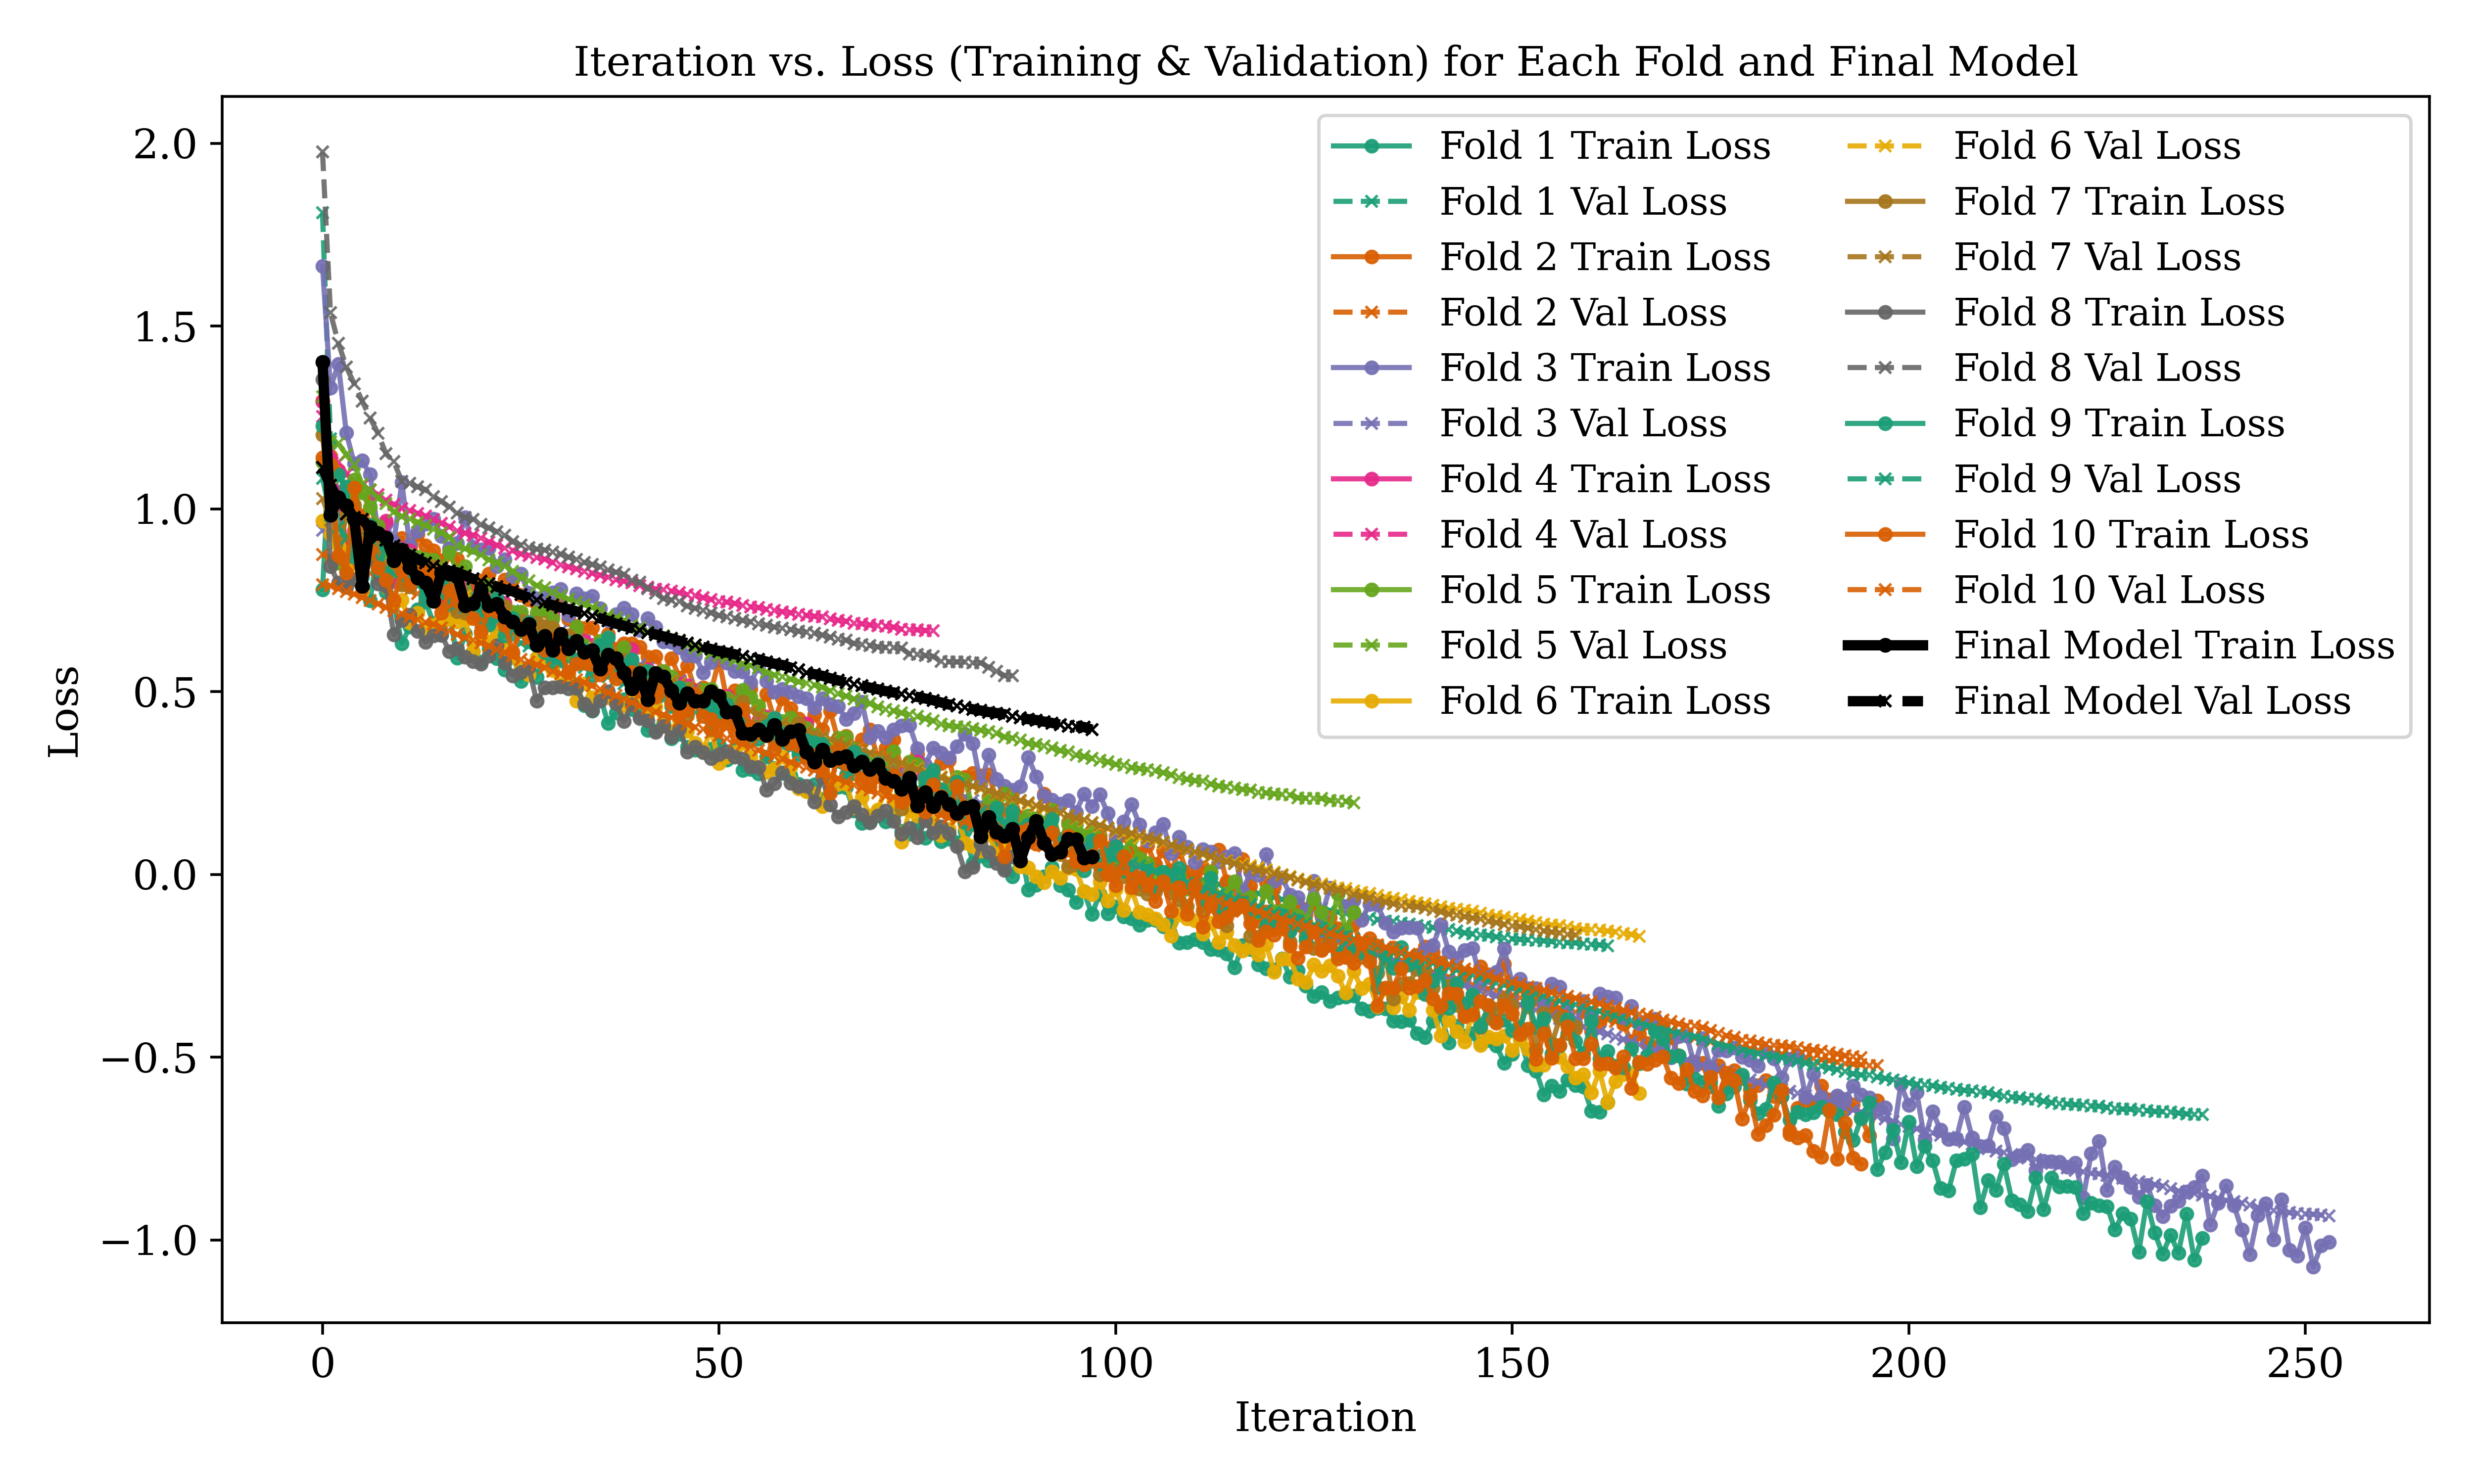 Iteration vs. Loss (Training & Validation) for Each Fold and Final Model
Loss
2.0
1.5
1.0
0.5
0.0
−0.5
−1.0
Fold 1 Train Loss
Fold 1 Val Loss
Fold 2 Train Loss
Fold 2 Val Loss
Fold 3 Train Loss
Fold 3 Val Loss
Fold 4 Train Loss
Fold 4 Val Loss
Fold 5 Train Loss
Fold 5 Val Loss
Fold 6 Train Loss
Fold 6 Val Loss
Fold 7 Train Loss
Fold 7 Val Loss
Fold 8 Train Loss
Fold 8 Val Loss
Fold 9 Train Loss
Fold 9 Val Loss
Fold 10 Train Loss
Fold 10 Val Loss
Final Model Train Loss
Final Model Val Loss
0 50 100 150 200 250
Iteration